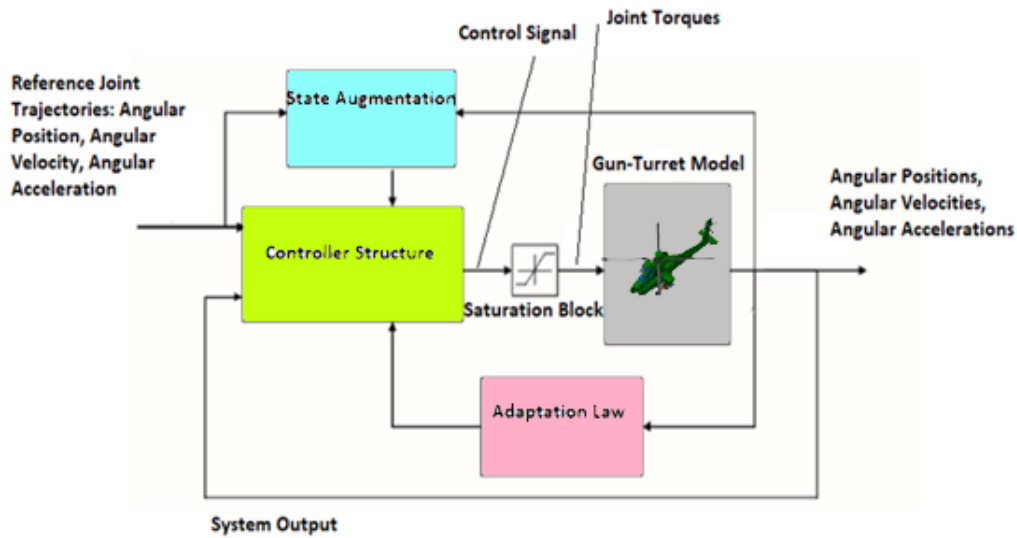 Control Signal
Joint Torques
Reference Joint
Trajectories: Angular
Position, Angular
Velocity, Angular
Acceleration
State Augmentation
Gun-Turret Model
Angular Positions,
Angular Velocities,
Angular Accelerations
Controller Structure
Saturation Block
Adaptation Law
System Output